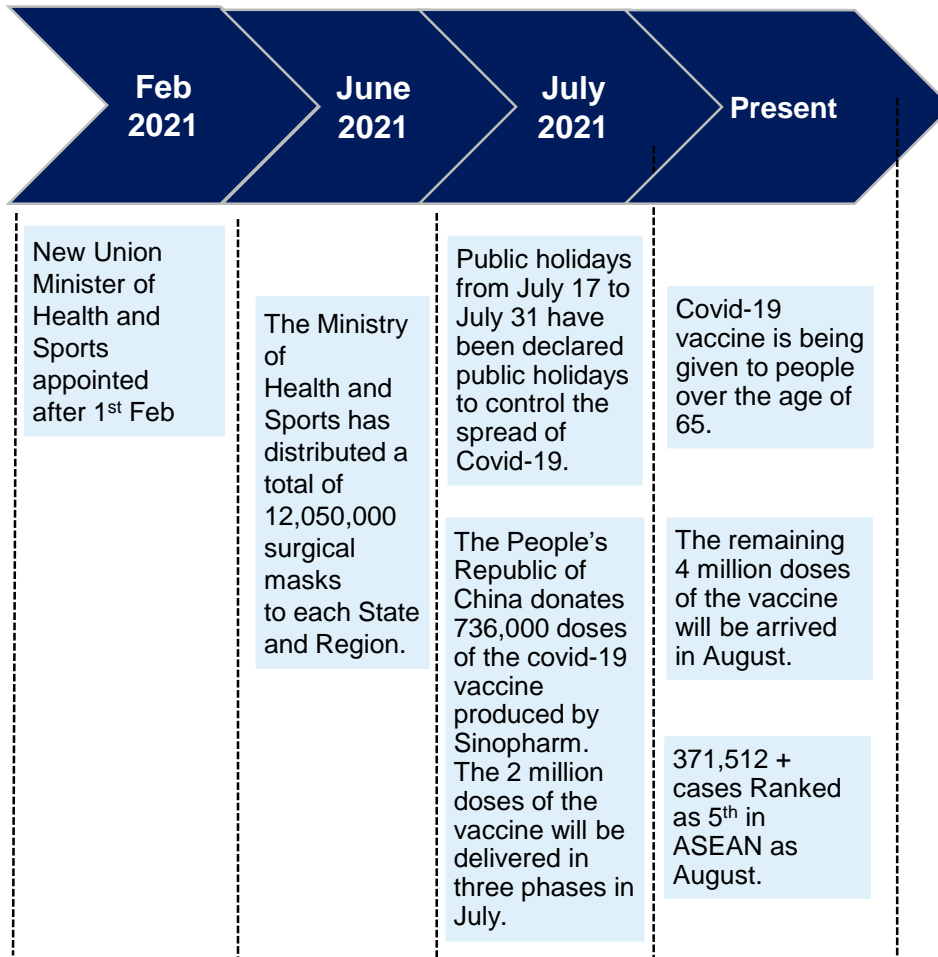 Feb
2021
June
2021
July
2021
Present
New Union
Minister of
Health and
Sports
appointed
after 1st Feb
The Ministry
of
Health and
Sports has
distributed a
total of
12,050,000
surgical
masks
to each State
and Region.
Public holidays
from July 17 to
July 31 have
been declared
public holidays
to control the
spread of
Covid-19.
The People's
Republic of
China donates
736,000 doses
of the covid-19
vaccine
produced by
Sinopharm.
The 2 million
doses of the
vaccine will be
delivered in
three phases in
July.
Covid-19
vaccine is being
given to people
over the age of
65.
The remaining
4 million doses
of the vaccine
will be arrived
in August.
371,512 +
cases Ranked
as 5th in
ASEAN as
August.